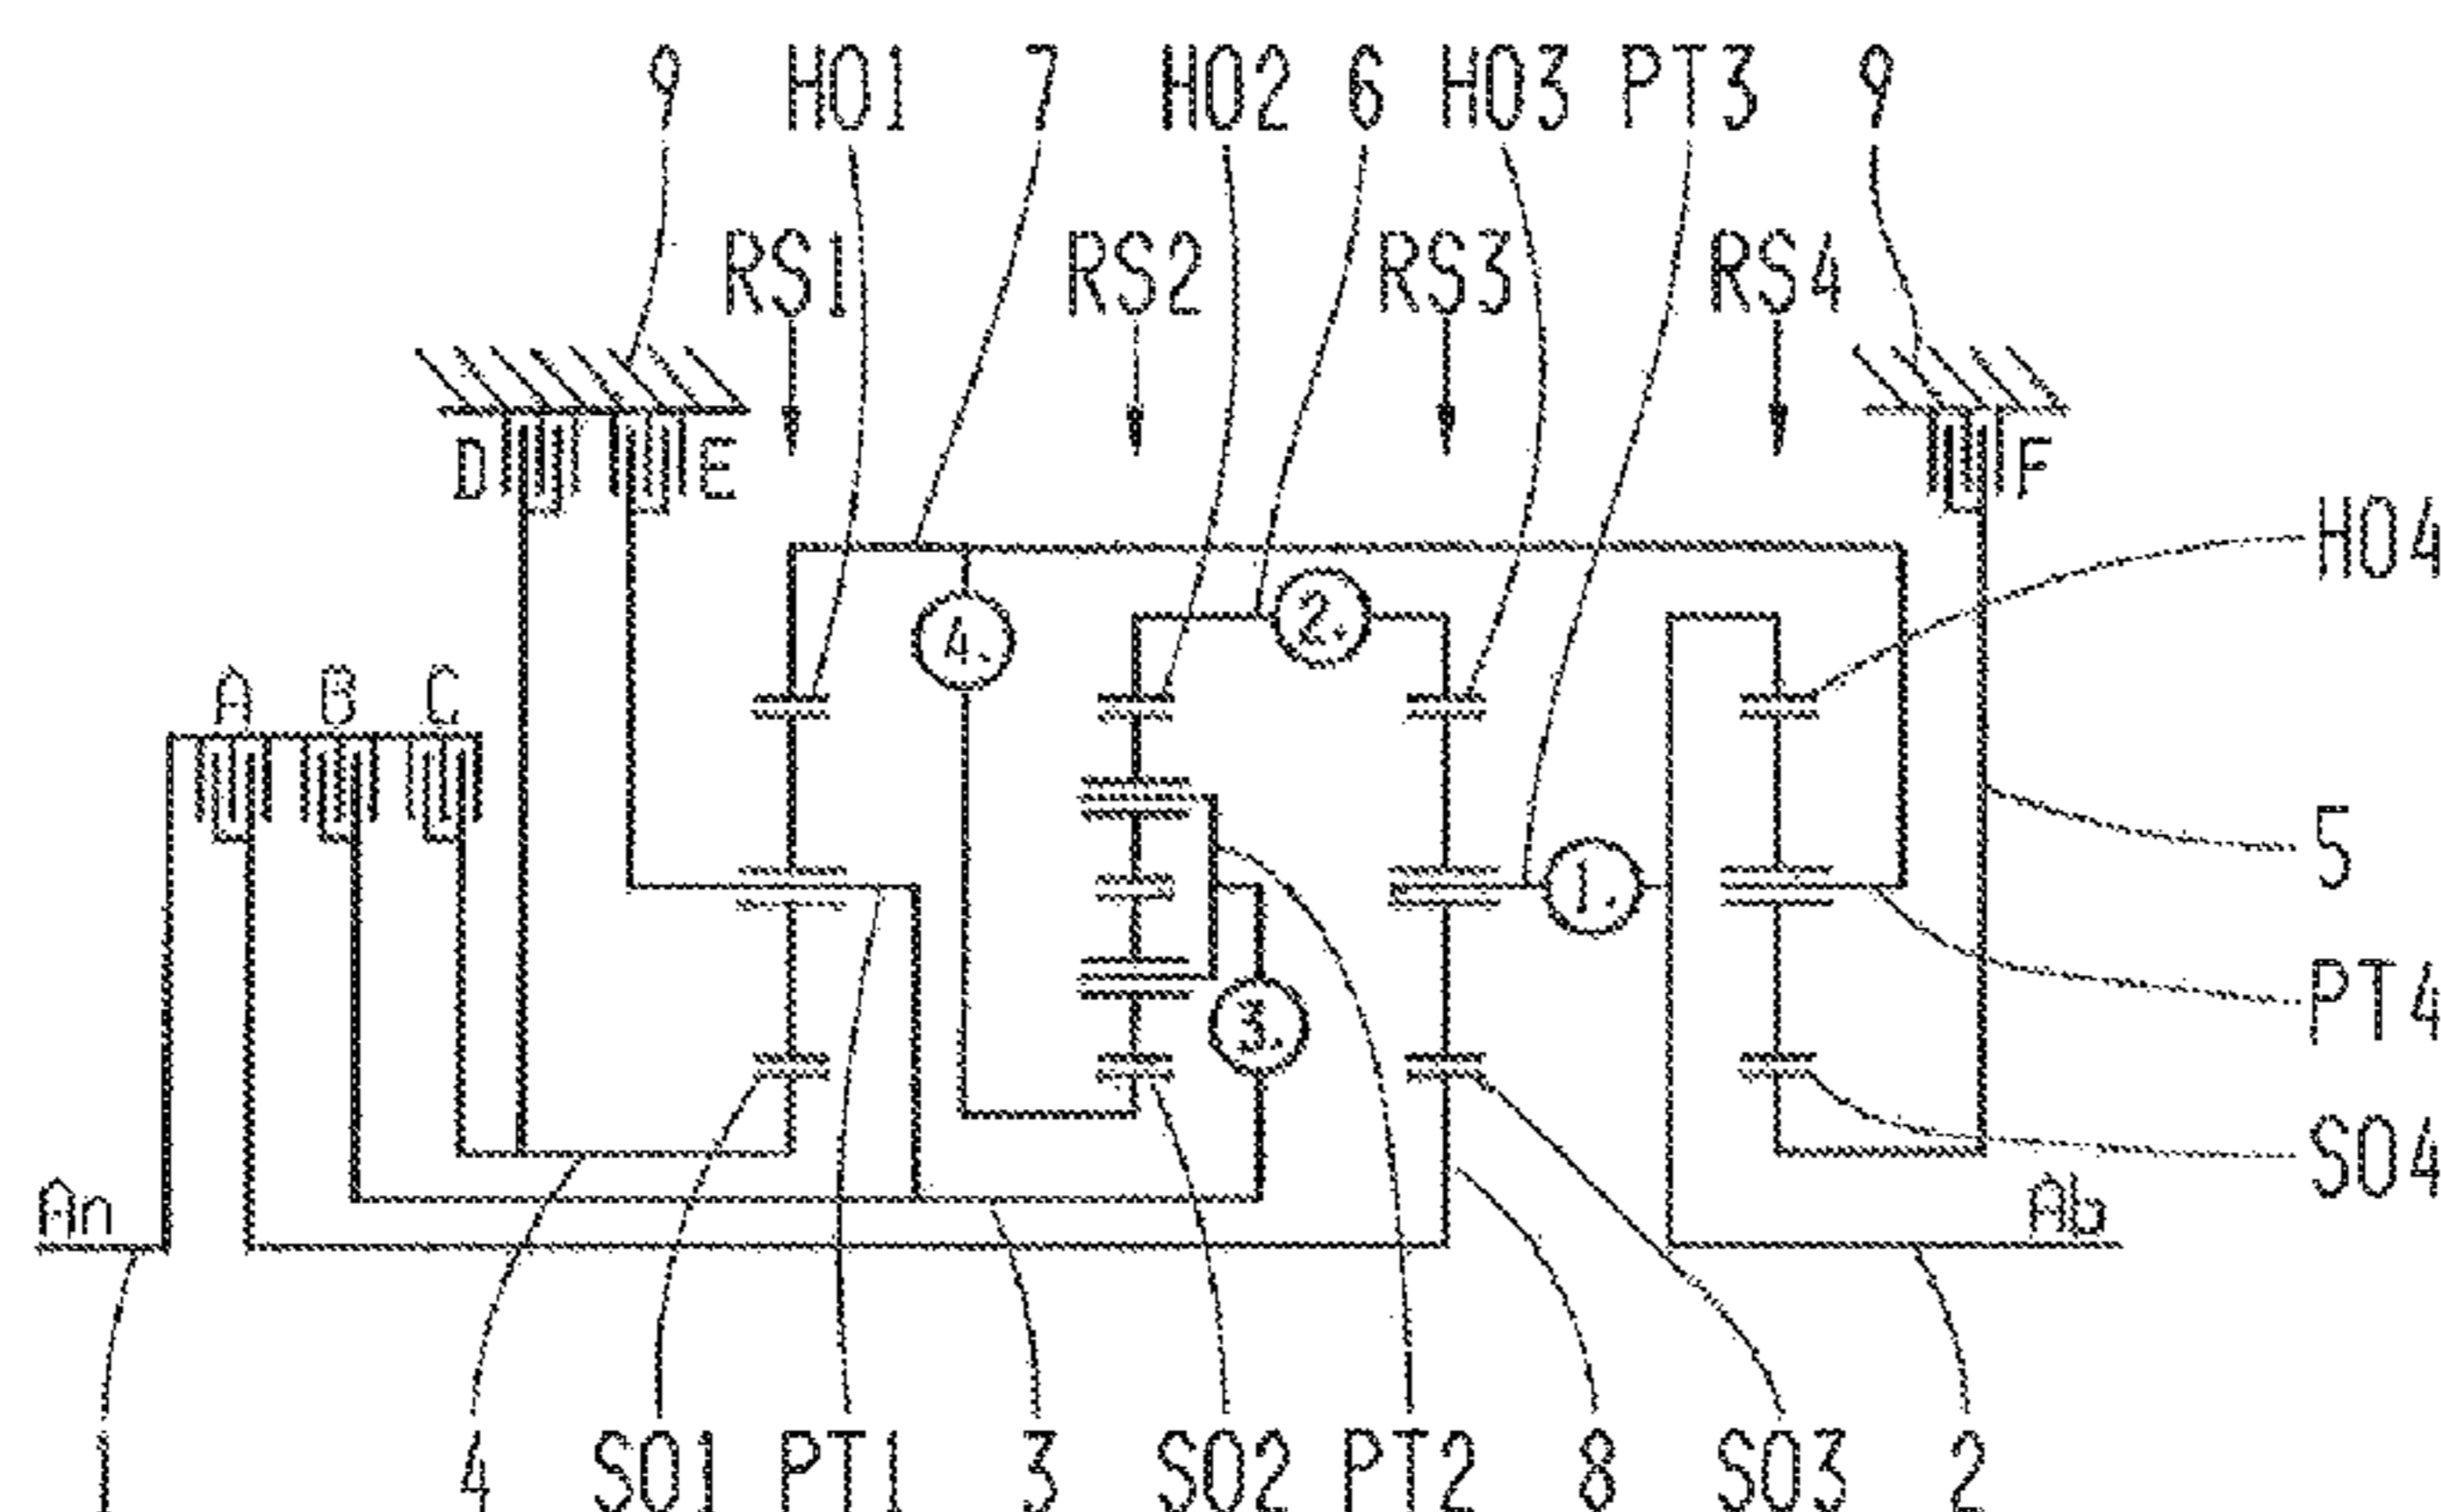 9 HO1 7 HO2 6 HO3 PT3 9
RS1 RS2 RS3 RS4
D E F
HO4
4. 2.
A B C
5
1.
PT4
3.
SO4
An Ab
1 4 SO1 PT1 3 SO2 PT2 8 SO3 2